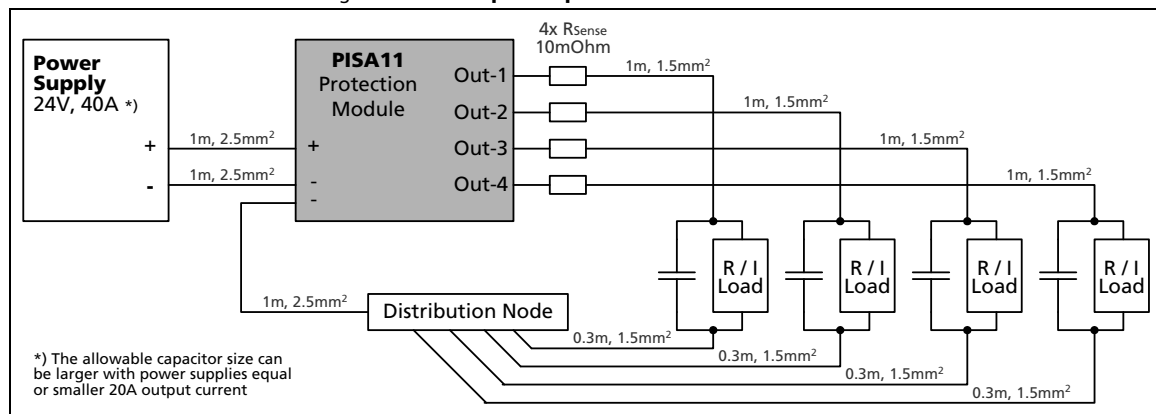 Power
Supply
24V, 40A *)
+
-
1m, 2.5mm²
1m, 2.5mm²
PISA11
Protection
Module
+
-
-
Out-1
Out-2
Out-3
Out-4
4x RSense
10mOhm
1m, 1.5mm²
1m, 1.5mm²
1m, 1.5mm²
1m, 1.5mm²
R / I
Load
R / I
Load
R / I
Load
R / I
Load
1m, 2.5mm²
Distribution Node
0.3m, 1.5mm²
0.3m, 1.5mm²
0.3m, 1.5mm²
0.3m, 1.5mm²
*) The allowable capacitor size can
be larger with power supplies equal
or smaller 20A output current